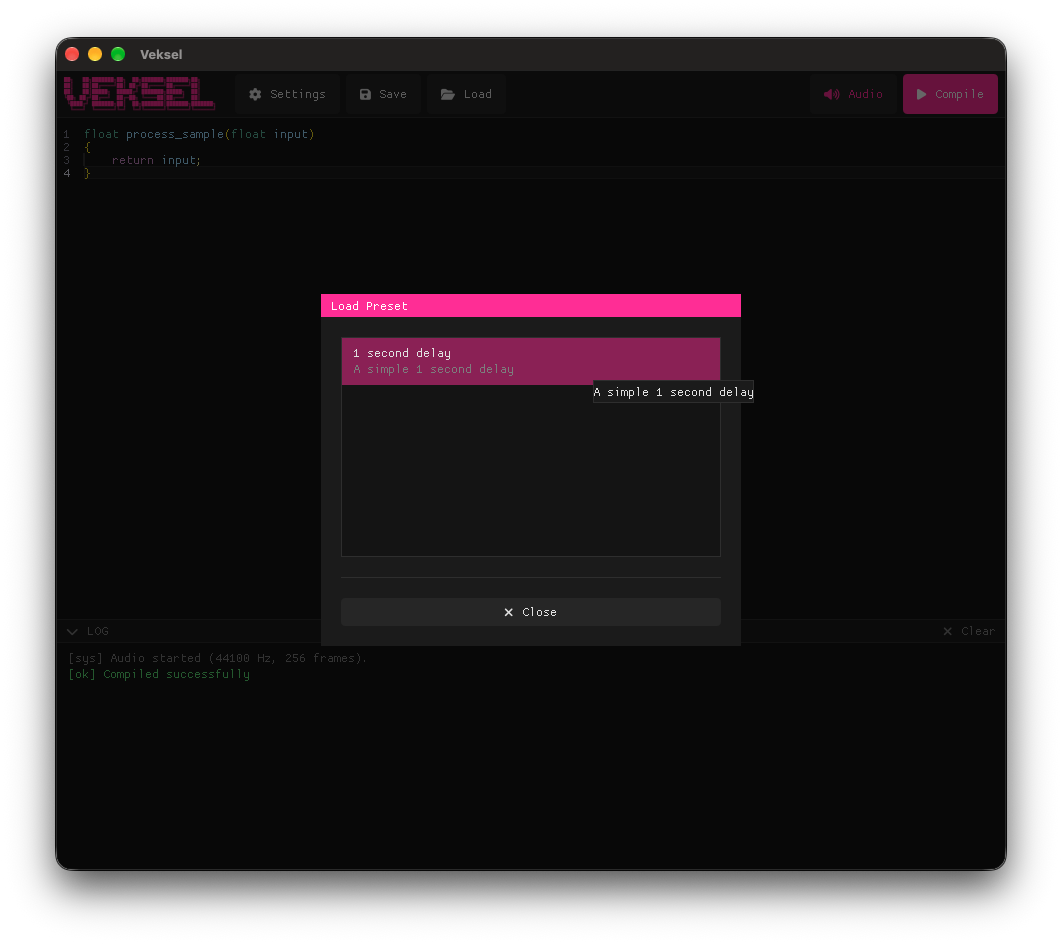 Veksel
VEKSEL
Settings
Save
Load
Audio
Compile
1 float process_sample(float input)
2 {
3 return input;
4 }
Load Preset
1 second delay
A simple 1 second delay
A simple 1 second delay
Close
LOG
Clear
[sys] Audio started (44100 Hz, 256 frames).
[ok] Compiled successfully